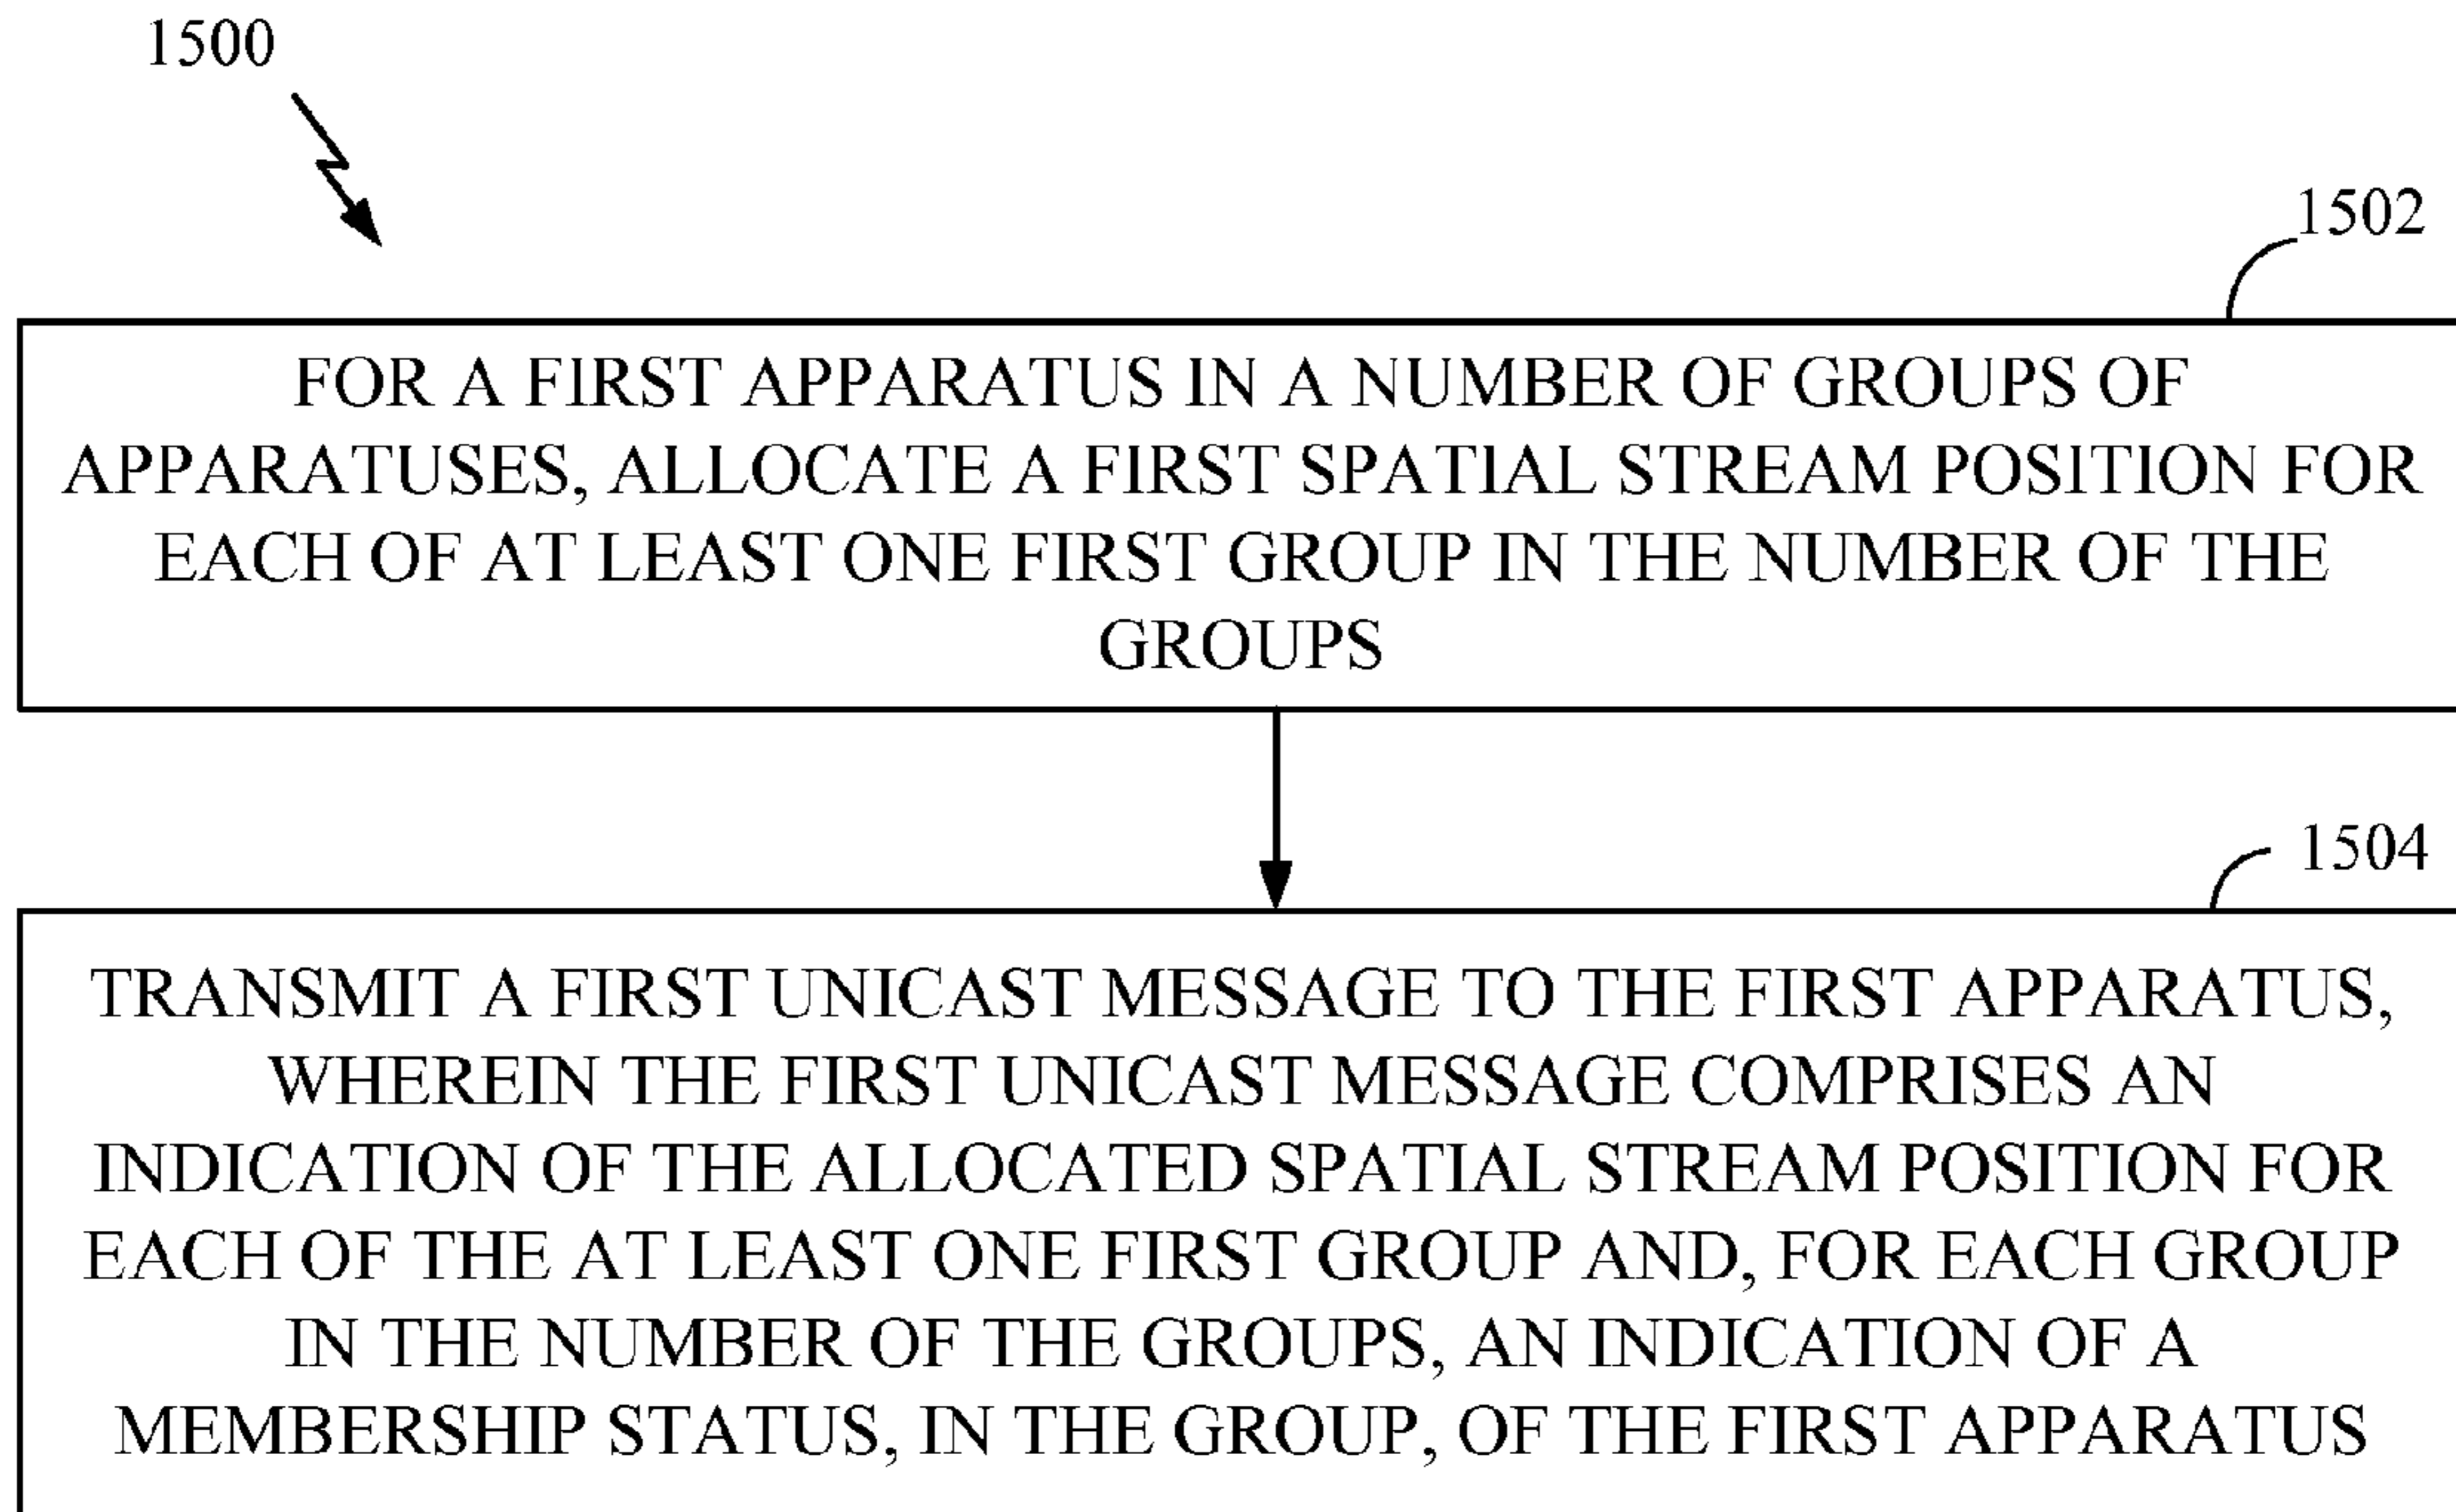 1500
1502
FOR A FIRST APPARATUS IN A NUMBER OF GROUPS OF
APPARATUSES, ALLOCATE A FIRST SPATIAL STREAM POSITION FOR
EACH OF AT LEAST ONE FIRST GROUP IN THE NUMBER OF THE
GROUPS
1504
TRANSMIT A FIRST UNICAST MESSAGE TO THE FIRST APPARATUS,
WHEREIN THE FIRST UNICAST MESSAGE COMPRISES AN
INDICATION OF THE ALLOCATED SPATIAL STREAM POSITION FOR
EACH OF THE AT LEAST ONE FIRST GROUP AND, FOR EACH GROUP
IN THE NUMBER OF THE GROUPS, AN INDICATION OF A
MEMBERSHIP STATUS, IN THE GROUP, OF THE FIRST APPARATUS